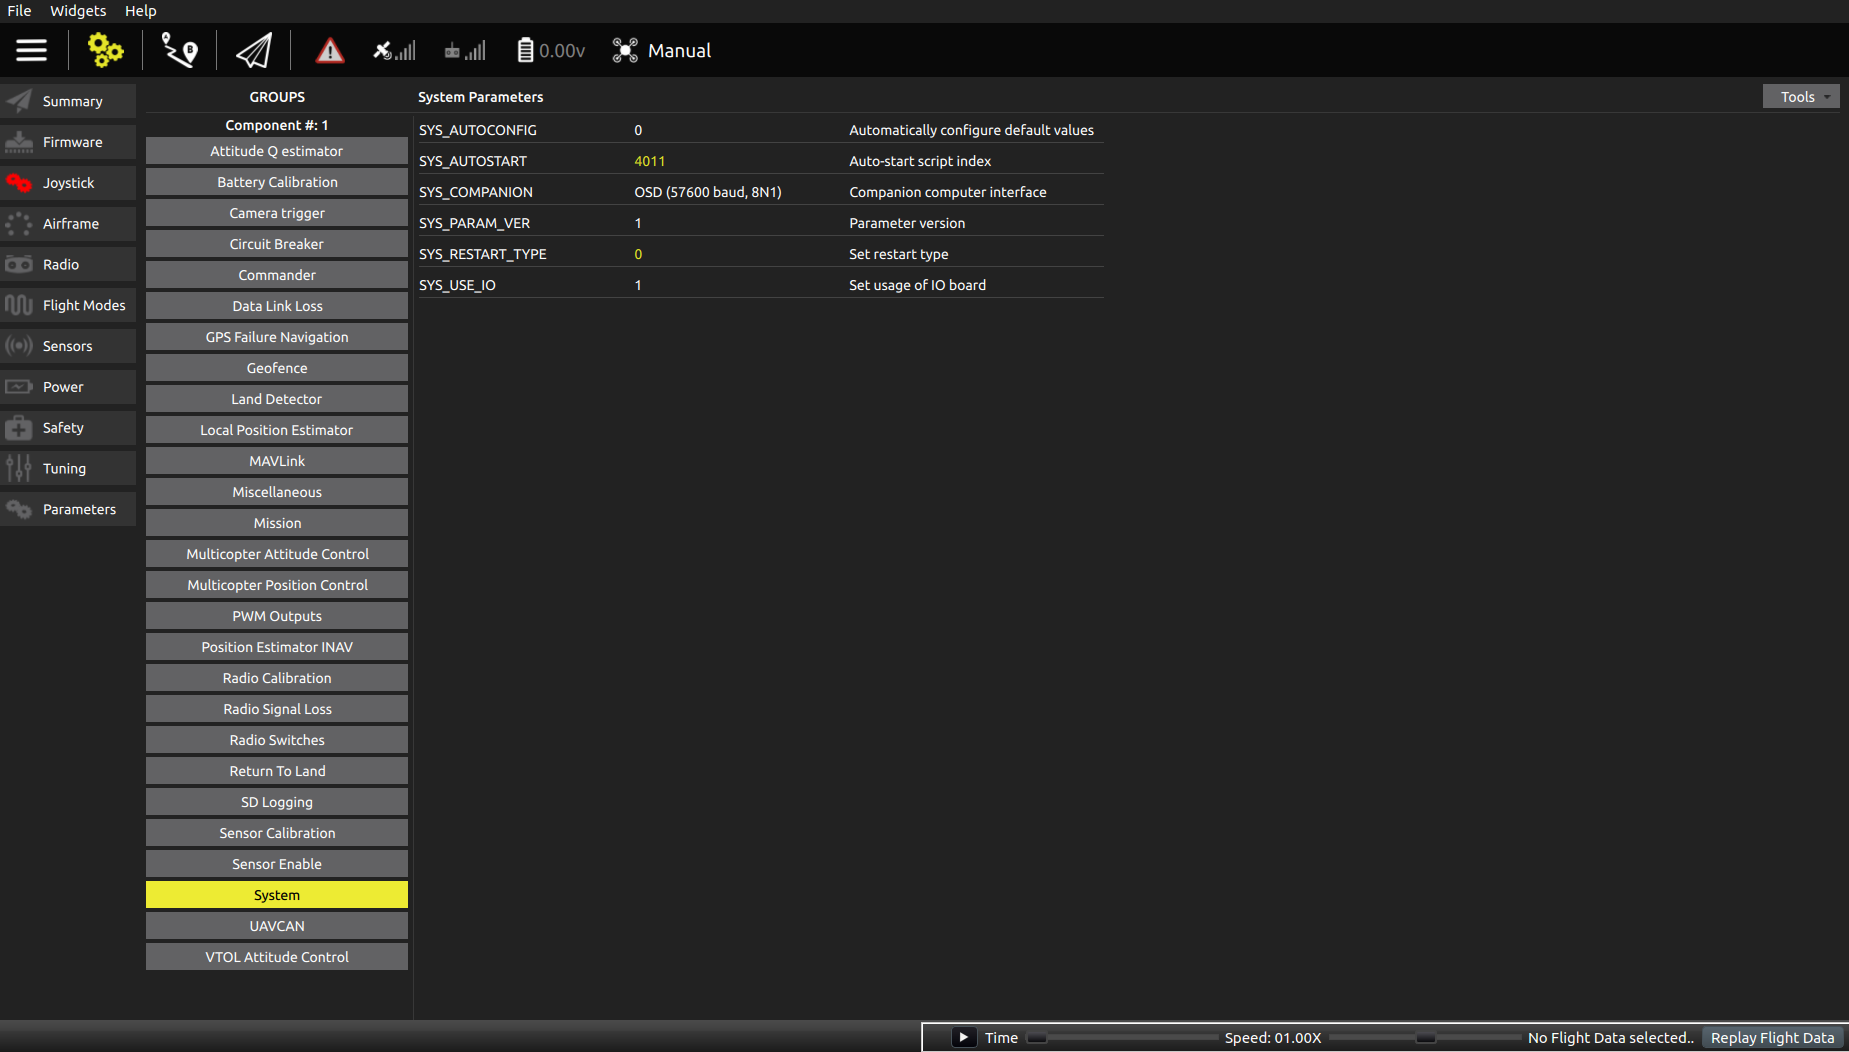 File Widgets Help
0.00v Manual
Summary
Firmware
Joystick
Airframe
Radio
Flight Modes
Sensors
Power
Safety
Tuning
Parameters
GROUPS
Component #: 1
Attitude Q estimator
Battery Calibration
Camera trigger
Circuit Breaker
Commander
Data Link Loss
GPS Failure Navigation
Geofence
Land Detector
Local Position Estimator
MAVLink
Miscellaneous
Mission
Multicopter Attitude Control
Multicopter Position Control
PWM Outputs
Position Estimator INAV
Radio Calibration
Radio Signal Loss
Radio Switches
Return To Land
SD Logging
Sensor Calibration
Sensor Enable
System
UAVCAN
VTOL Attitude Control
System Parameters
Tools
SYS_AUTOCONFIG 0 Automatically configure default values
SYS_AUTOSTART 4011 Auto-start script index
SYS_COMPANION OSD (57600 baud, 8N1) Companion computer interface
SYS_PARAM_VER 1 Parameter version
SYS_RESTART_TYPE 0 Set restart type
SYS_USE_IO 1 Set usage of IO board
Time Speed: 01.00X No Flight Data selected.. Replay Flight Data